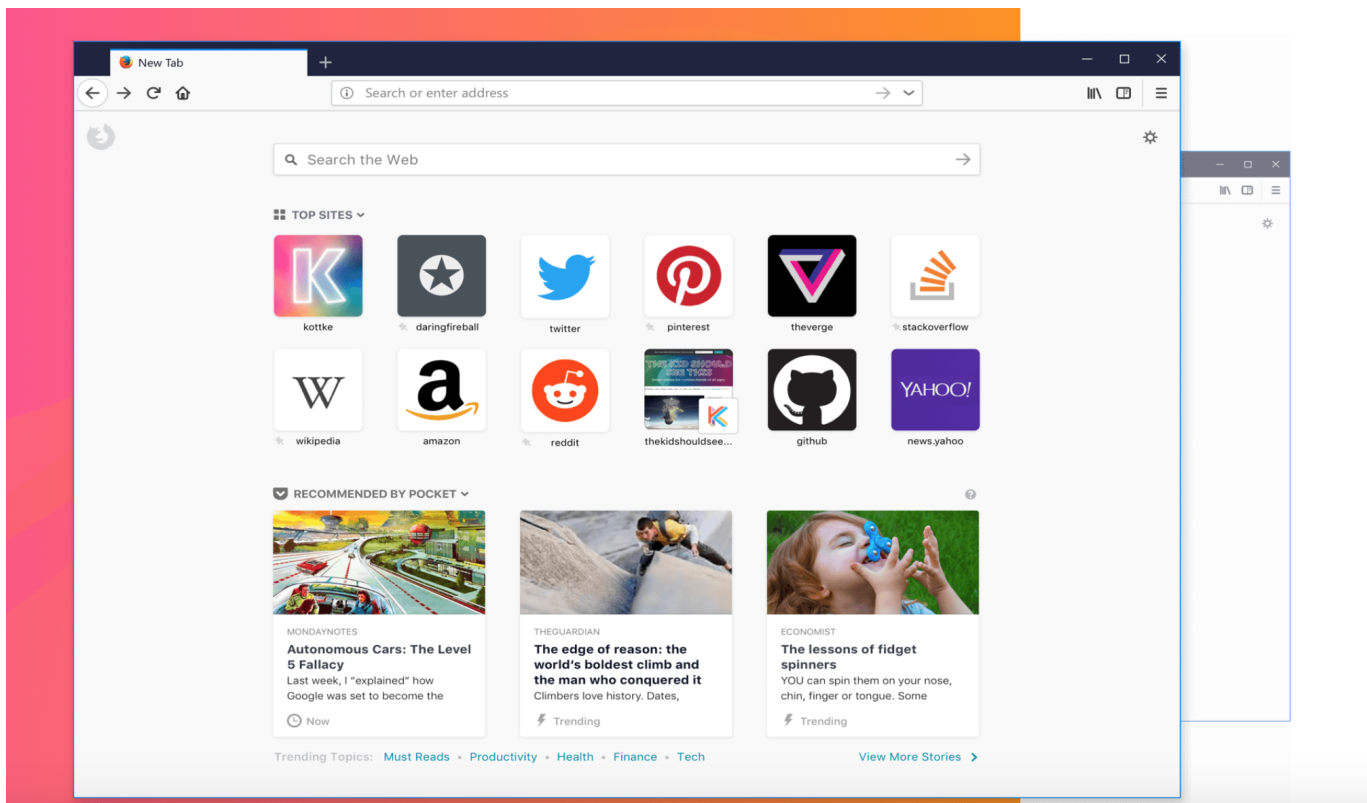 New Tab
Search or enter address
Search the Web
TOP SITES
K
kottke
daringfireball
twitter
pinterest
theverge
stackoverflow
W
a
YAHOO!
wikipedia
amazon
reddit
THE KID SHOULD
SEE THIS
thekidshouldsee...
github
news.yahoo
RECOMMENDED BY POCKET
MONDAYNOTES
Autonomous Cars: The Level
5 Fallacy
Last week, I "explained" how
Google was set to become the
Now
THEGUARDIAN
The edge of reason: the
world's boldest climb and
the man who conquered it
Climbers love history. Dates,
Trending
ECONOMIST
The lessons of fidget
spinners
YOU can spin them on your nose,
chin, finger or tongue. Some
Trending
Trending Topics: Must Reads • Productivity • Health • Finance • Tech
View More Stories